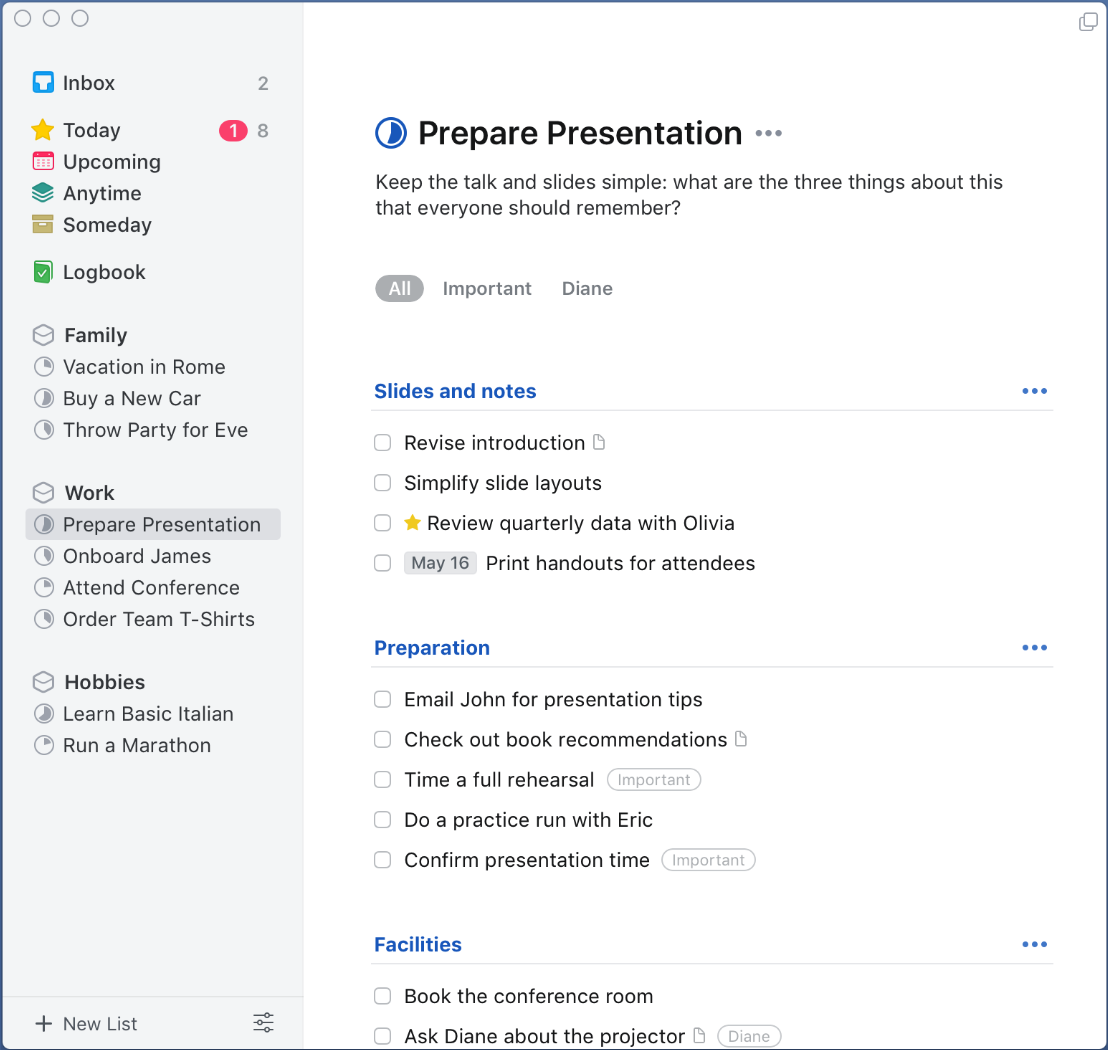 Inbox 2
Today 1 8
Upcoming
Anytime
Someday
Logbook
Family
Vacation in Rome
Buy a New Car
Throw Party for Eve
Work
Prepare Presentation
Onboard James
Attend Conference
Order Team T-Shirts
Hobbies
Learn Basic Italian
Run a Marathon
New List
Prepare Presentation
Keep the talk and slides simple: what are the three things about this
that everyone should remember?
All Important Diane
Slides and notes
Revise introduction
Simplify slide layouts
Review quarterly data with Olivia
May 16 Print handouts for attendees
Preparation
Email John for presentation tips
Check out book recommendations
Time a full rehearsal Important
Do a practice run with Eric
Confirm presentation time Important
Facilities
Book the conference room
Ask Diane about the projector Diane